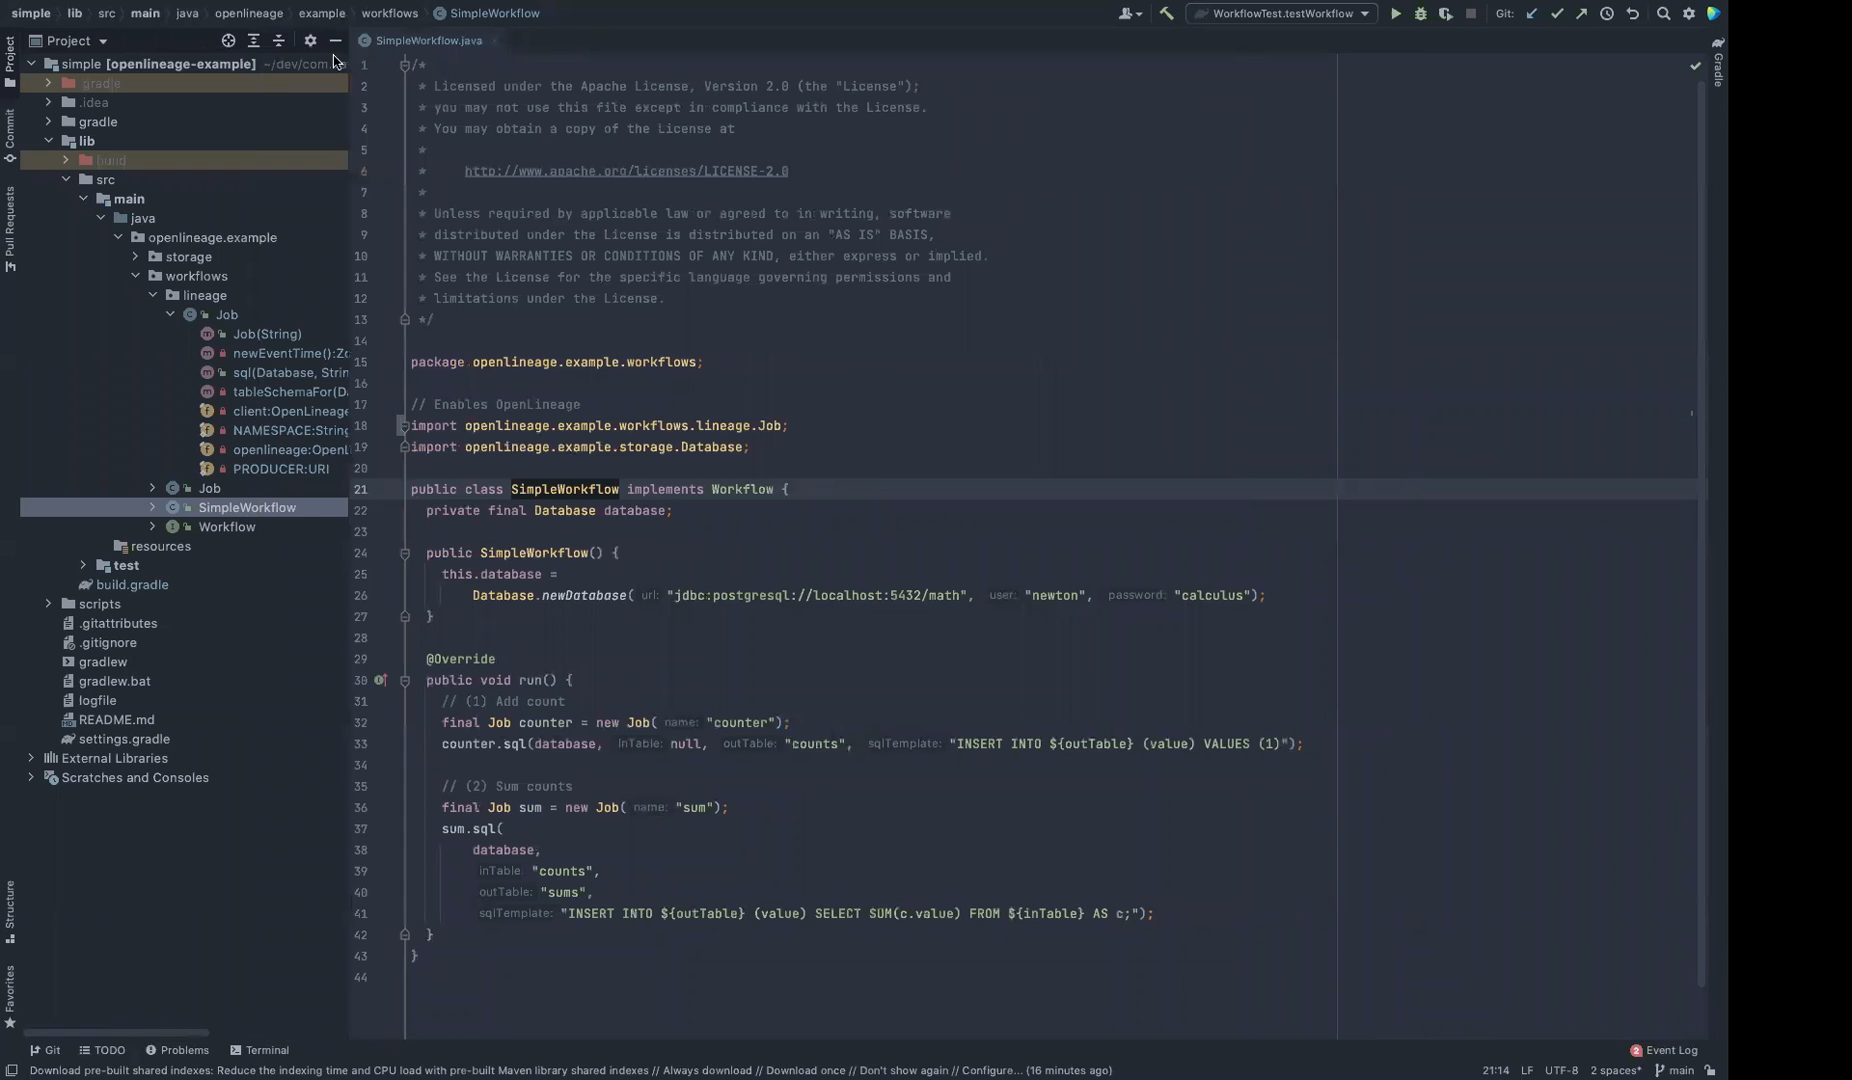 simple lib src main java openlineage example workflows SimpleWorkflow WorkflowTest.testWorkflow Git:
Project
SimpleWorkflow.java
simple [openlineage-example] ~/dev/com.
.gradle
.idea
gradle
lib
build
src
main
java
openlineage.example
storage
workflows
lineage
Job
Job(String)
newEventTime():Zo
sql(Database, Strin
tableSchemaFor(Da
client:OpenLineage
NAMESPACE:String
openlineage:OpenL
PRODUCER:URI
Job
SimpleWorkflow
Workflow
resources
test
build.gradle
scripts
.gitattributes
.gitignore
gradlew
gradlew.bat
logfile
README.md
settings.gradle
External Libraries
Scratches and Consoles
Project
Commit
Pull Requests
Structure
Favorites
1 /*
2 * Licensed under the Apache License, Version 2.0 (the "License");
3 * you may not use this file except in compliance with the License.
4 * You may obtain a copy of the License at
5 *
6 * http://www.apache.org/licenses/LICENSE-2.0
7 *
8 * Unless required by applicable law or agreed to in writing, software
9 * distributed under the License is distributed on an "AS IS" BASIS,
10 * WITHOUT WARRANTIES OR CONDITIONS OF ANY KIND, either express or implied.
11 * See the License for the specific language governing permissions and
12 * limitations under the License.
13 */
14
15 package openlineage.example.workflows;
16
17 // Enables OpenLineage
18 import openlineage.example.workflows.lineage.Job;
19 import openlineage.example.storage.Database;
20
21 public class SimpleWorkflow implements Workflow {
22 private final Database database;
23
24 public SimpleWorkflow() {
25 this.database =
26 Database.newDatabase( url: "jdbc:postgresql://localhost:5432/math", user: "newton", password: "calculus");
27 }
28
29 @Override
30 public void run() {
31 // (1) Add count
32 final Job counter = new Job( name: "counter");
33 counter.sql(database, inTable: null, outTable: "counts", sqlTemplate: "INSERT INTO ${outTable} (value) VALUES (1)");
34
35 // (2) Sum counts
36 final Job sum = new Job( name: "sum");
37 sum.sql(
38 database,
39 inTable: "counts",
40 outTable: "sums",
41 sqlTemplate: "INSERT INTO ${outTable} (value) SELECT SUM(c.value) FROM ${inTable} AS c;");
42 }
43 }
44
Gradle
Git TODO Problems Terminal 2 Event Log
Download pre-built shared indexes: Reduce the indexing time and CPU load with pre-built Maven library shared indexes // Always download // Download once // Don't show again // Configure... (16 minutes ago) 21:14 LF UTF-8 2 spaces* main